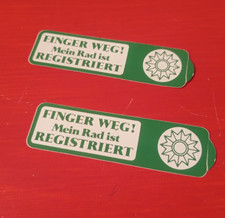 FINGER WEG!
Mein Rad ist
REGISTRIERT
FINGER WEG!
Mein Rad ist
REGISTRIERT